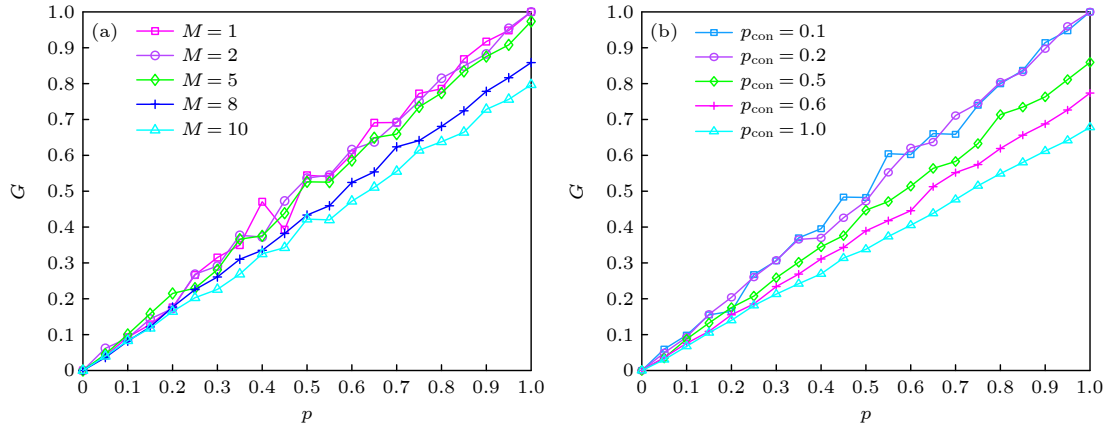 (a)
M = 1
M = 2
M = 5
M = 8
M = 10
1.0
0.9
0.8
0.7
0.6
0.5
0.4
0.3
0.2
0.1
0
G
0 0.1 0.2 0.3 0.4 0.5 0.6 0.7 0.8 0.9 1.0
p
(b)
p_con = 0.1
p_con = 0.2
p_con = 0.5
p_con = 0.6
p_con = 1.0
1.0
0.9
0.8
0.7
0.6
0.5
0.4
0.3
0.2
0.1
0
G
0 0.1 0.2 0.3 0.4 0.5 0.6 0.7 0.8 0.9 1.0
p